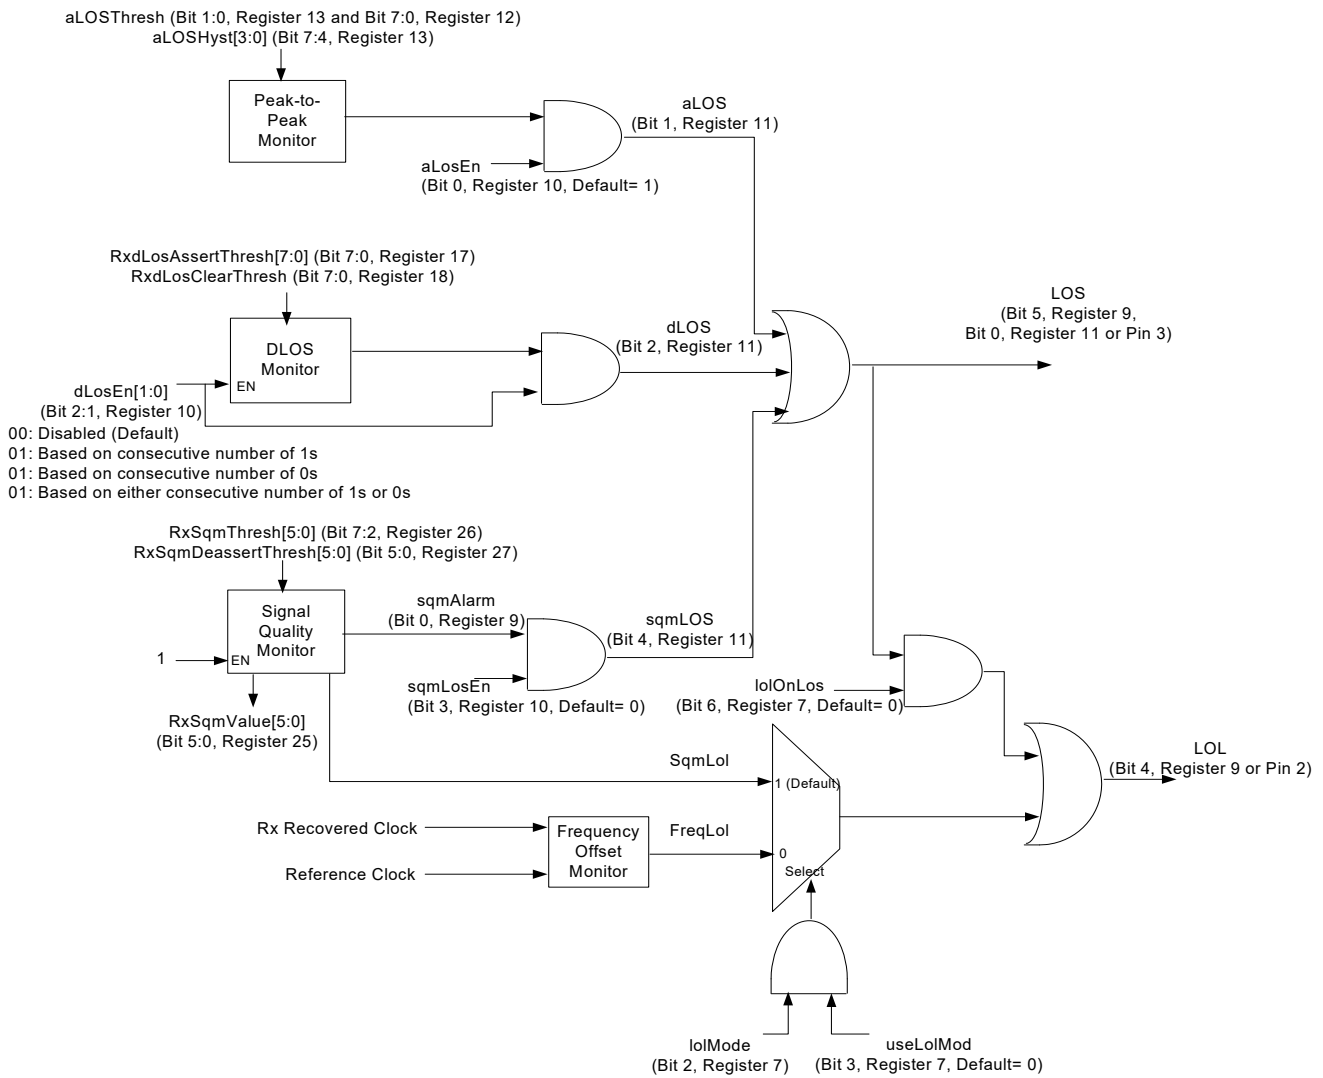 aLOSThresh (Bit 1:0, Register 13 and Bit 7:0, Register 12)
aLOSHyst[3:0] (Bit 7:4, Register 13)
Peak-to-
Peak
Monitor
aLOS
(Bit 1, Register 11)
aLosEn
(Bit 0, Register 10, Default= 1)
RxdLosAssertThresh[7:0] (Bit 7:0, Register 17)
RxdLosClearThresh (Bit 7:0, Register 18)
DLOS
Monitor
EN
dLosEn[1:0]
(Bit 2:1, Register 10)
00: Disabled (Default)
01: Based on consecutive number of 1s
01: Based on consecutive number of 0s
01: Based on either consecutive number of 1s or 0s
dLOS
(Bit 2, Register 11)
LOS
(Bit 5, Register 9,
Bit 0, Register 11 or Pin 3)
RxSqmThresh[5:0] (Bit 7:2, Register 26)
RxSqmDeassertThresh[5:0] (Bit 5:0, Register 27)
Signal
Quality
Monitor
1
EN
RxSqmValue[5:0]
(Bit 5:0, Register 25)
sqmAlarm
(Bit 0, Register 9)
sqmLosEn
(Bit 3, Register 10, Default= 0)
sqmLOS
(Bit 4, Register 11)
lolOnLos
(Bit 6, Register 7, Default= 0)
SqmLol
1 (Default)
Rx Recovered Clock
Reference Clock
Frequency
Offset
Monitor
FreqLol
0
Select
LOL
(Bit 4, Register 9 or Pin 2)
lolMode
(Bit 2, Register 7)
useLolMod
(Bit 3, Register 7, Default= 0)